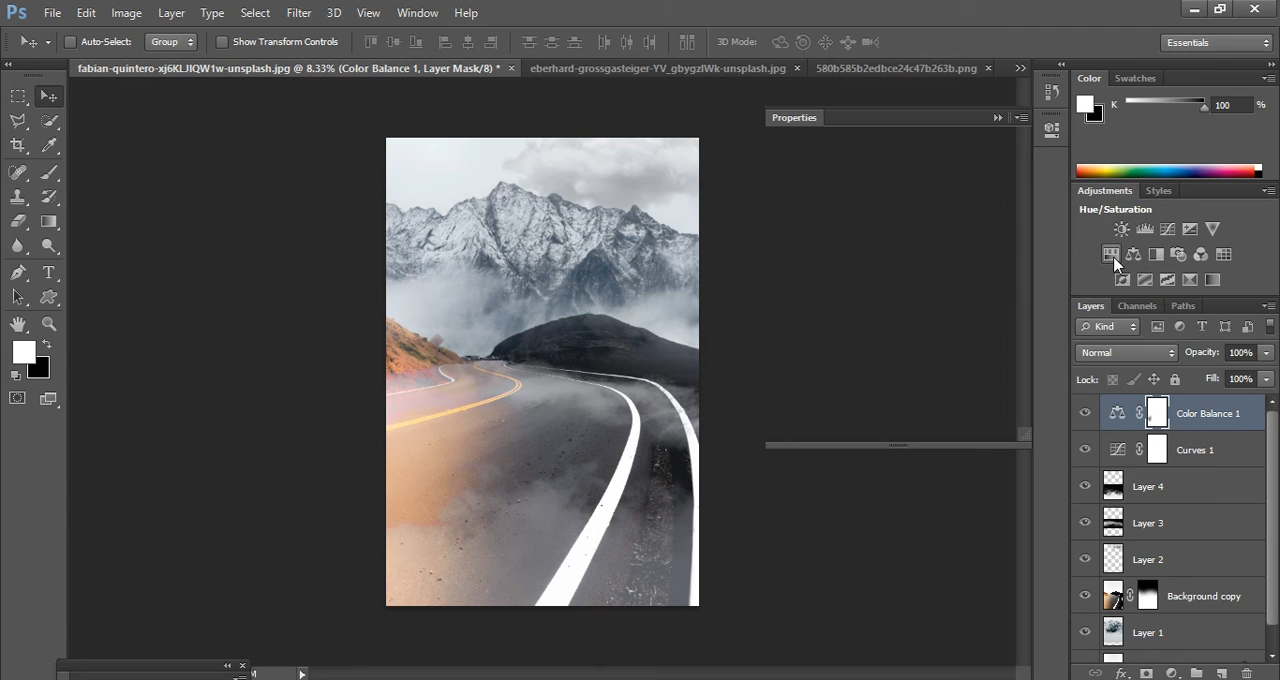 Ps File Edit Image Layer Type Select Filter 3D View Window Help
Auto-Select: Group Show Transform Controls 3D Mode: Essentials
fabian-quintero-xj6KLJlQW1w-unsplash.jpg @ 8.33% (Color Balance 1, Layer Mask/8) * × eberhard-grossgasteiger-YV_gbygzlWk-unsplash.jpg × 580b585b2edbce24c47b263b.png ×
Color Swatches
K 100 %
Properties
Adjustments Styles
Hue/Saturation
Layers Channels Paths
Kind
Normal Opacity: 100%
Lock: Fill: 100%
Color Balance 1
Curves 1
Layer 4
Layer 3
Layer 2
Background copy
Layer 1